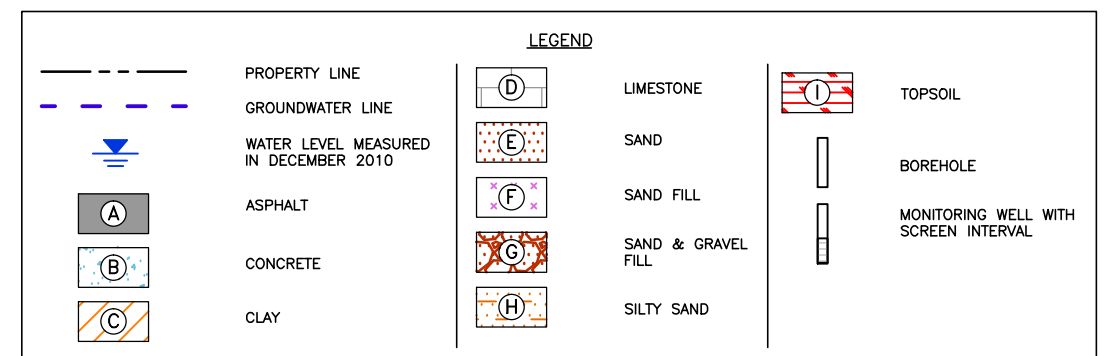 LEGEND
PROPERTY LINE
GROUNDWATER LINE
WATER LEVEL MEASURED
IN DECEMBER 2010
A ASPHALT
B CONCRETE
C CLAY
D LIMESTONE
E SAND
F SAND FILL
G SAND & GRAVEL
FILL
H SILTY SAND
I TOPSOIL
BOREHOLE
MONITORING WELL WITH
SCREEN INTERVAL